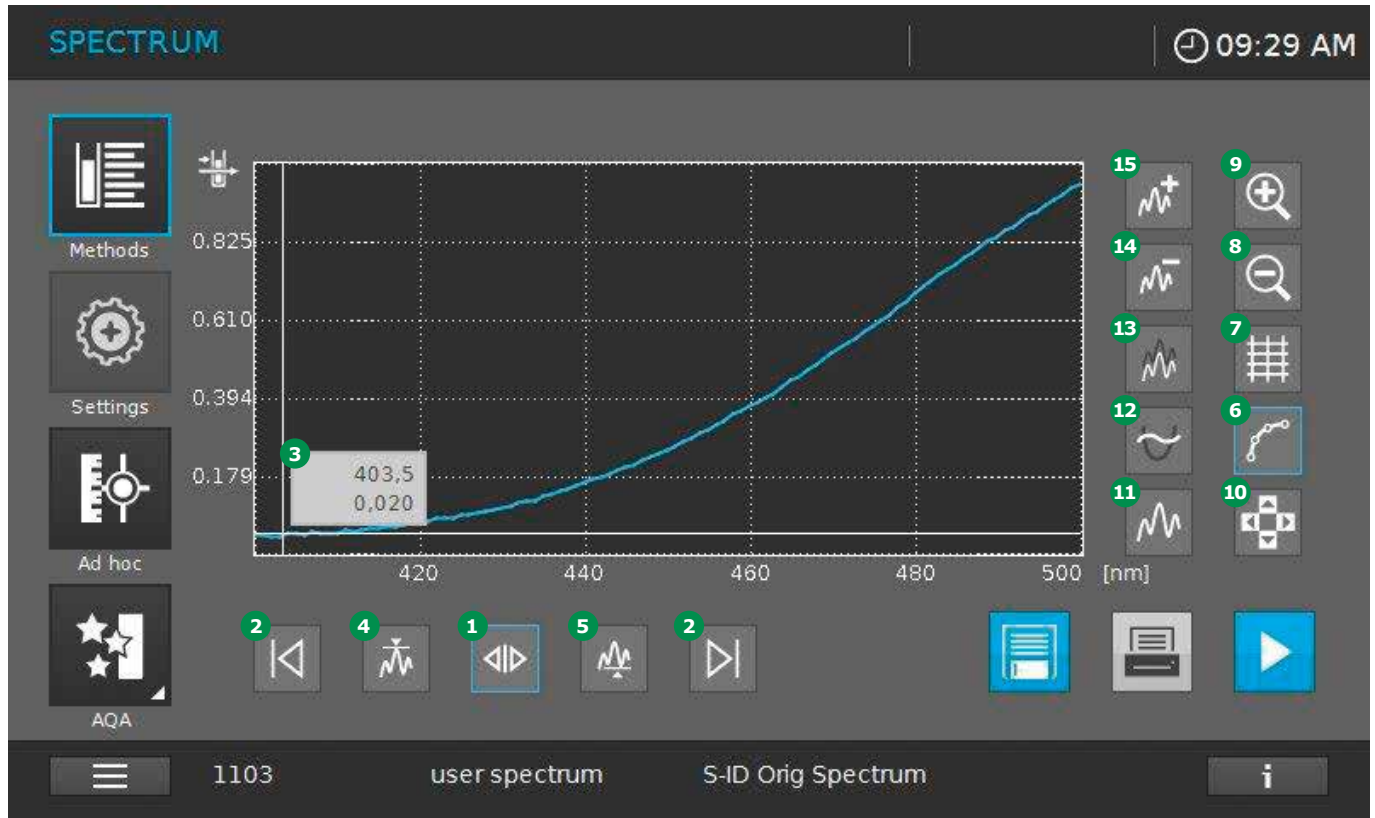 SPECTRUM
09:29 AM
Methods
Settings
Ad hoc
AQA
0.825
0.610
0.394
0.179
3
403,5
0,020
420 440 460 480 500 [nm]
15 9
14 8
13 7
12 6
11 10
2 4 1 5 2
1103 user spectrum S-ID Orig Spectrum i